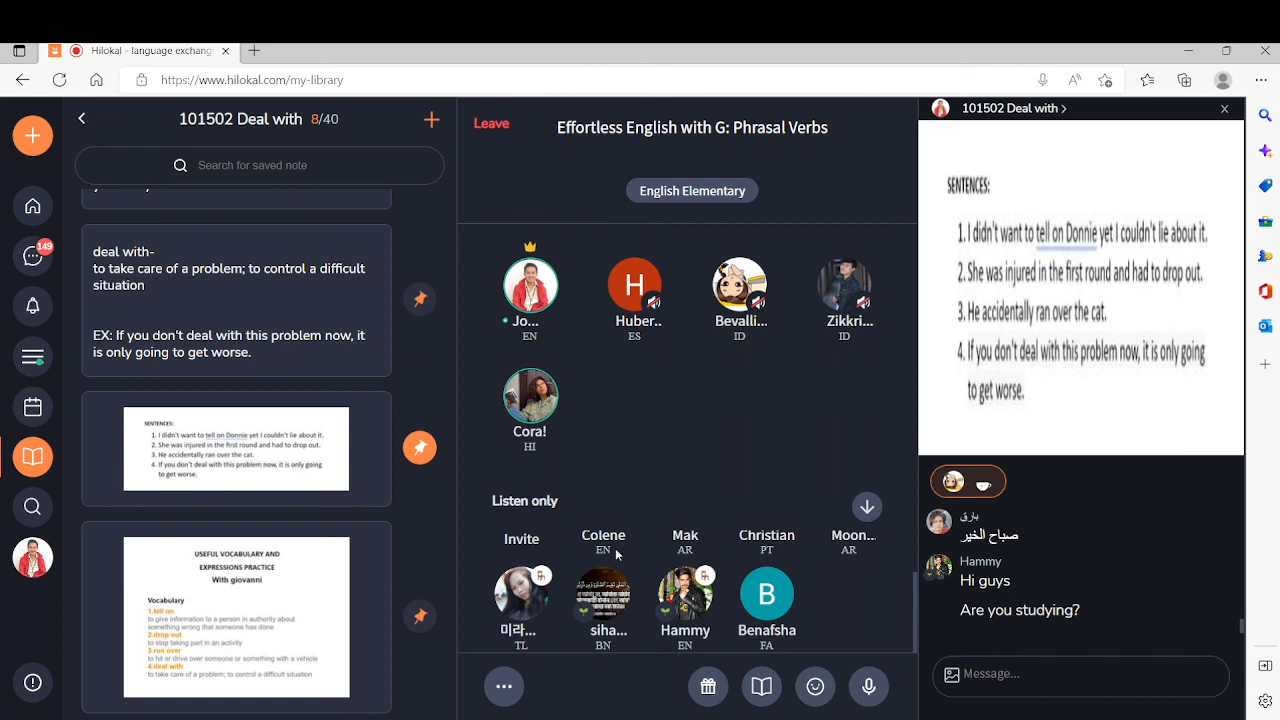 Hilokal - language exchang
https://www.hilokal.com/my-library
149
101502 Deal with 8/40
Search for saved note
deal with-
to take care of a problem; to control a difficult
situation
EX: If you don't deal with this problem now, it
is only going to get worse.
SENTENCES:
1. I didn't want to tell on Donnie yet I couldn't lie about it.
2. She was injured in the first round and had to drop out.
3. He accidentally ran over the cat.
4. If you don't deal with this problem now, it is only going
to get worse.
USEFUL VOCABULARY AND
EXPRESSIONS PRACTICE
With giovanni
Vocabulary
1.tell on
to give information to a person in authority about
something wrong that someone has done
2.drop out
to stop taking part in an activity
3.run over
to hit or drive over someone or something with a vehicle
4.deal with
to take care of a problem; to control a difficult situation
Leave
Effortless English with G: Phrasal Verbs
English Elementary
Jo... Huber.. Bevalli... Zikkri...
EN ES ID ID
H
Cora!
HI
Listen only
Invite Colene Mak Christian Moon...
EN AR PT AR
B
미라... siha... Hammy Benafsha
TL BN EN FA
101502 Deal with >
SENTENCES:
1. I didn't want to tell on Donnie yet I couldn't lie about it.
2. She was injured in the first round and had to drop out.
3. He accidentally ran over the cat.
4. If you don't deal with this problem now, it is only going
to get worse.
بارق
صباح الخير
Hammy
Hi guys
Are you studying?
Message...